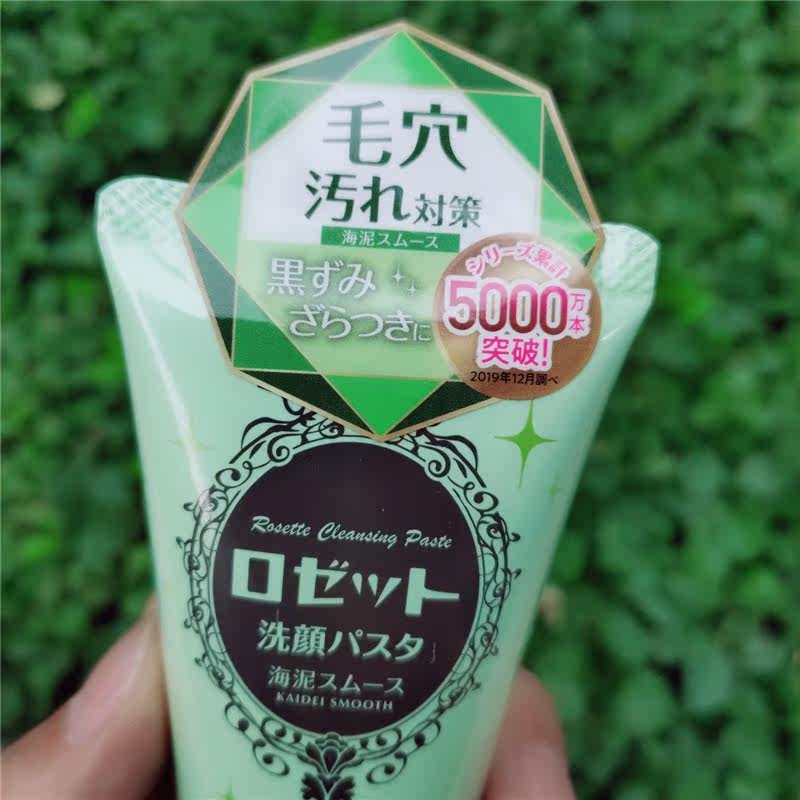 毛穴
汚れ対策
海泥スムース
黒ずみ
ざらつきに
シリーズ累計
5000万本
突破!
2019年12月調べ
Rosette Cleansing Paste
ロゼット
洗顔パスタ
海泥スムース
KAIDEI SMOOTH